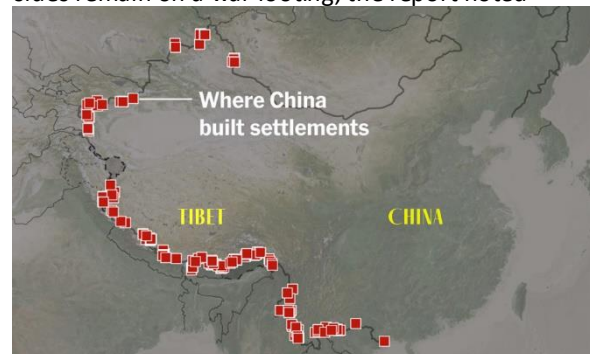 sides remain on a war footing, the report noted
Where China
built settlements
TIBET
CHINA